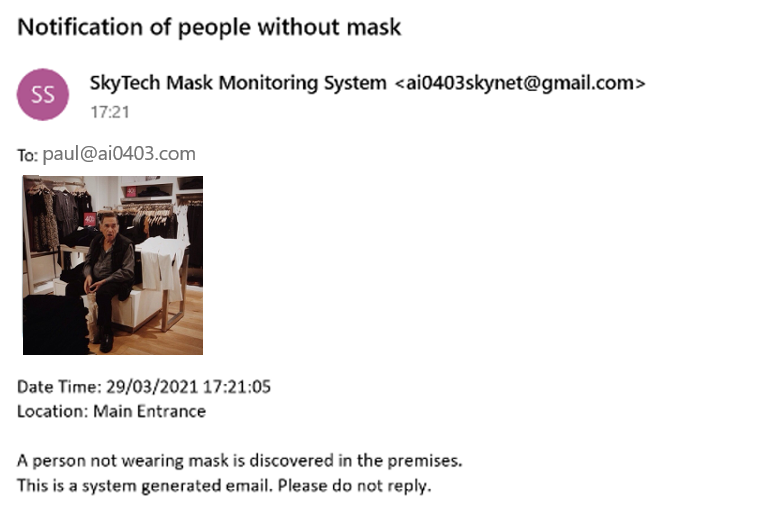 Notification of people without mask
SS
SkyTech Mask Monitoring System <ai0403skynet@gmail.com>
17:21
To: paul@ai0403.com
Date Time: 29/03/2021 17:21:05
Location: Main Entrance
A person not wearing mask is discovered in the premises.
This is a system generated email. Please do not reply.